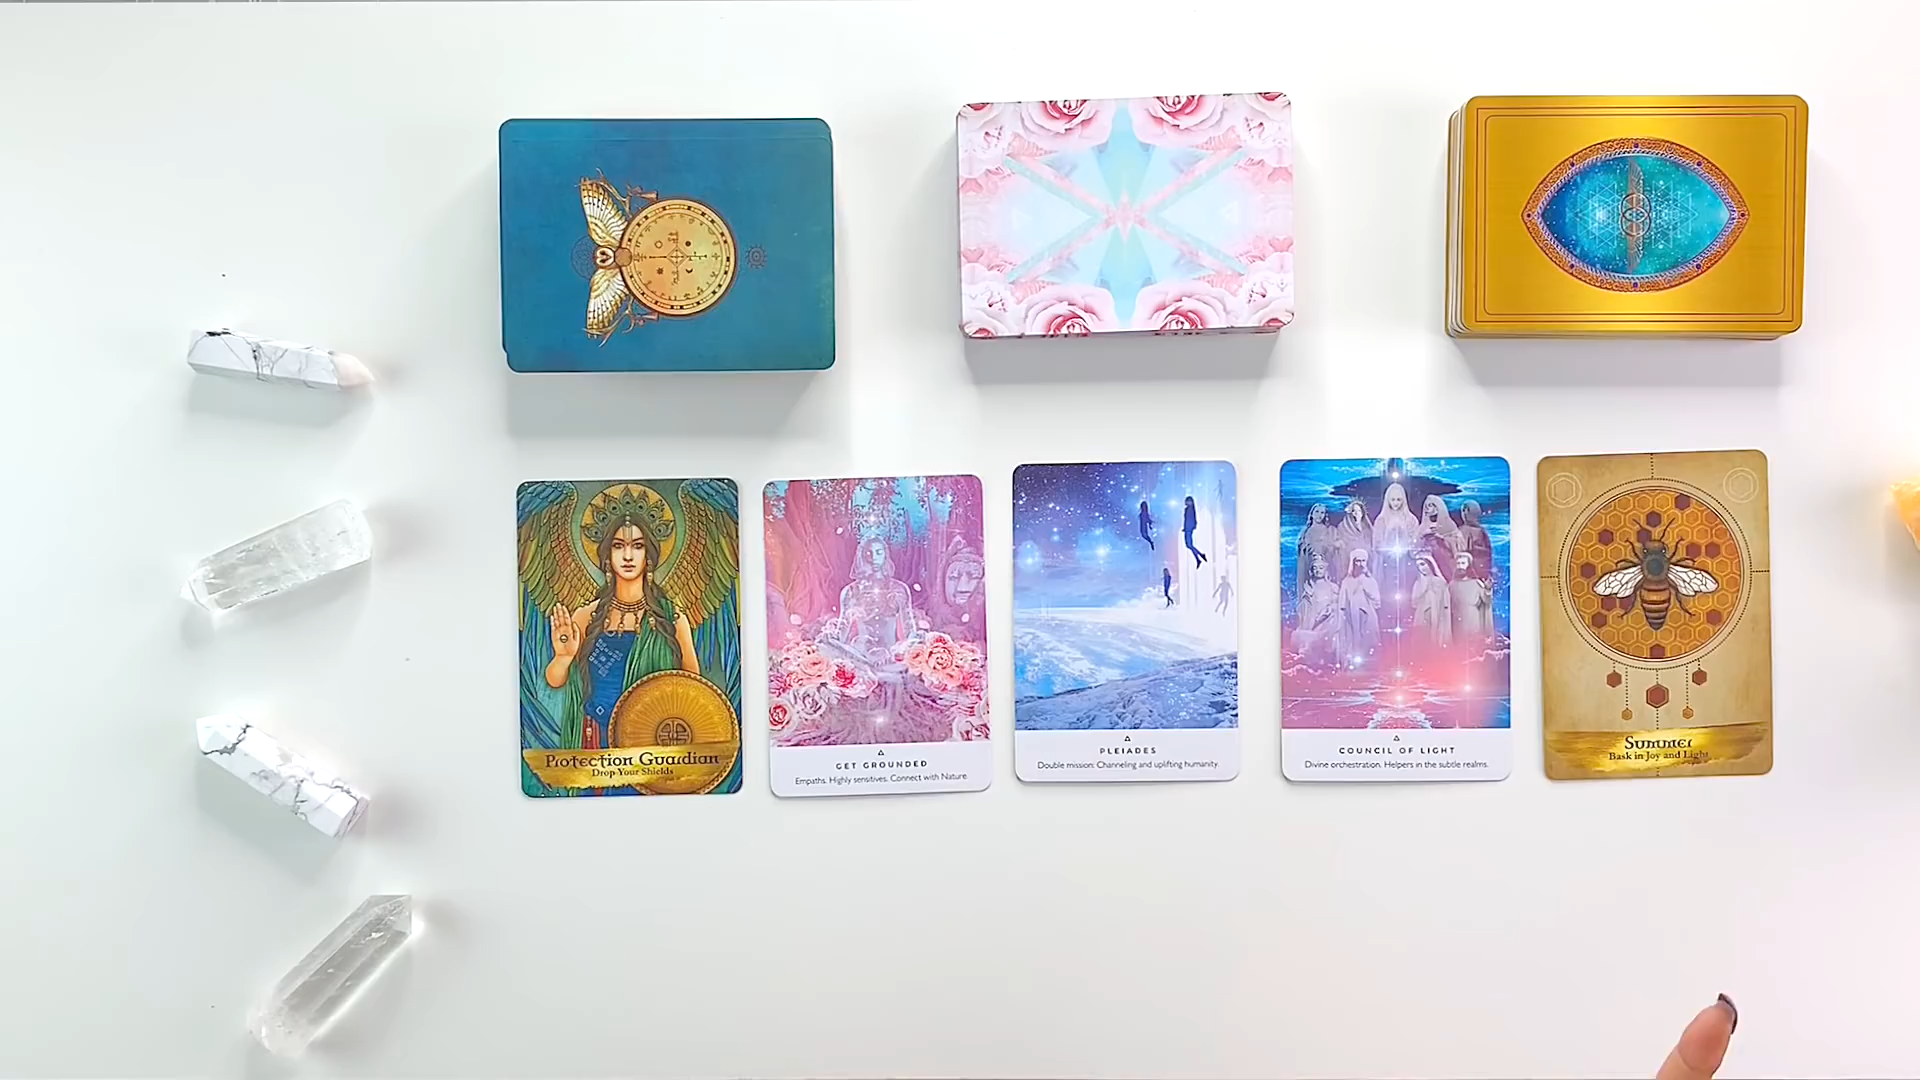 Protection Guardian
Drop Your Shields
GET GROUNDED
Empaths. Highly sensitives. Connect with Nature.
PLEIADES
Double mission: Channeling and uplifting humanity.
COUNCIL OF LIGHT
Divine orchestration. Helpers in the subtle realms.
Summer
Bask in Joy and Light